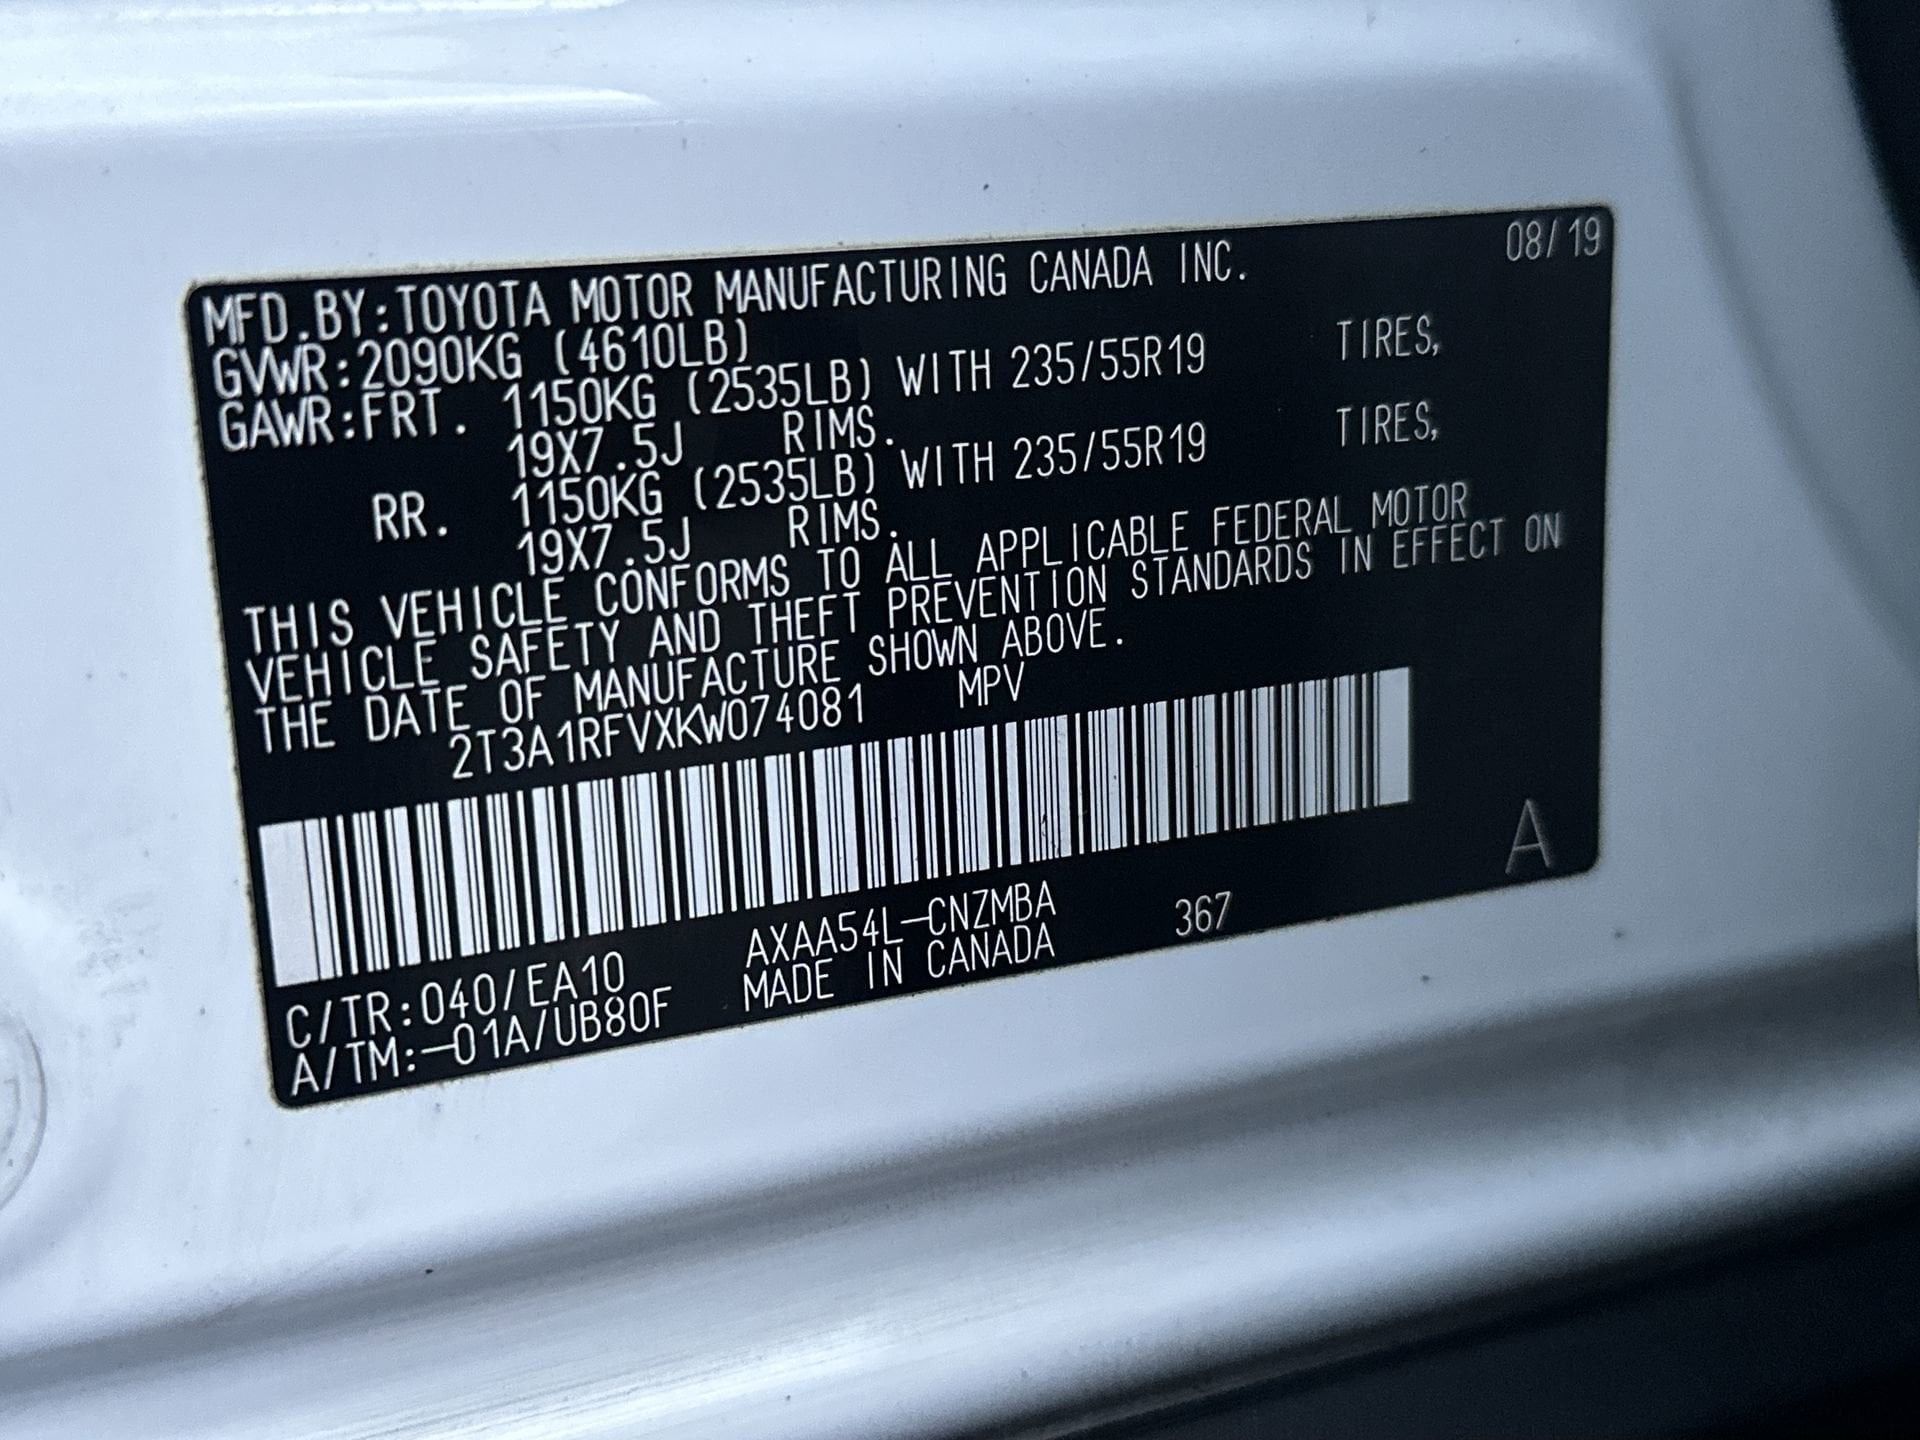 08/19
MFD.BY:TOYOTA MOTOR MANUFACTURING CANADA INC.
GVWR:2090KG (4610LB)
GAWR:FRT. 1150KG (2535LB) WITH 235/55R19 TIRES,
19X7.5J RIMS.
RR. 1150KG (2535LB) WITH 235/55R19 TIRES,
19X7.5J RIMS.
THIS VEHICLE CONFORMS TO ALL APPLICABLE FEDERAL MOTOR
VEHICLE SAFETY AND THEFT PREVENTION STANDARDS IN EFFECT ON
THE DATE OF MANUFACTURE SHOWN ABOVE.
2T3A1RFVXKW074081 MPV
A
C/TR:040/EA10 AXAA54L-CNZMBA 367
A/TM:-01A/UB80F MADE IN CANADA